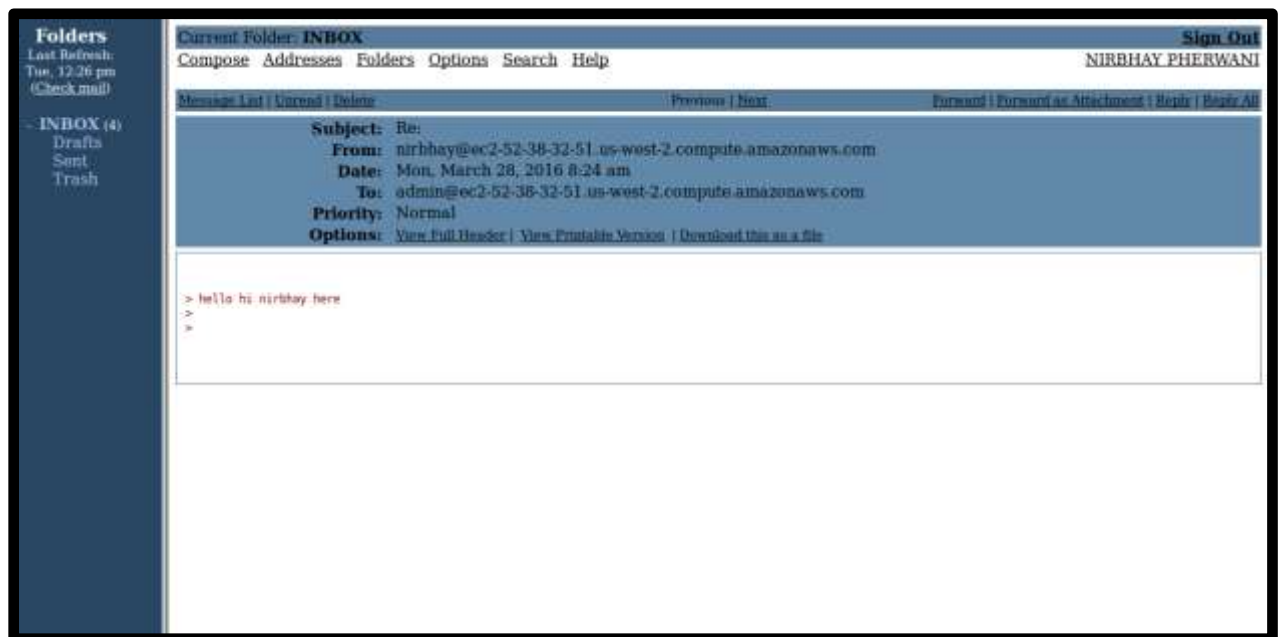 Folders
Last Refresh:
Tue, 12:26 pm
(Check mail)
- INBOX (4)
Drafts
Sent
Trash
Current Folder: INBOX Sign Out
Compose Addresses Folders Options Search Help NIRBHAY PHERWANI
Message List | Unread | Delete Previous | Next Forward | Forward as Attachment | Reply | Reply All
Subject: Re:
From: nirbhay@ec2-52-38-32-51.us-west-2.compute.amazonaws.com
Date: Mon, March 28, 2016 8:24 am
To: admin@ec2-52-38-32-51.us-west-2.compute.amazonaws.com
Priority: Normal
Options: View Full Header | View Printable Version | Download this as a file
> hello hi nirbhay here
>
>